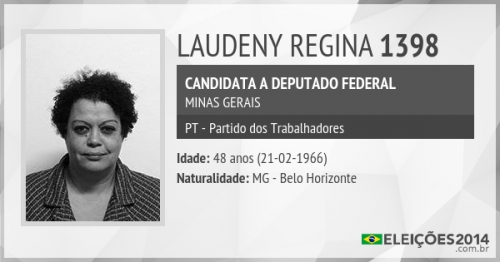 LAUDENY REGINA 1398
CANDIDATA A DEPUTADO FEDERAL
MINAS GERAIS
PT - Partido dos Trabalhadores
Idade: 48 anos (21-02-1966)
Naturalidade: MG - Belo Horizonte
ELEIÇÕES2014
.com.br